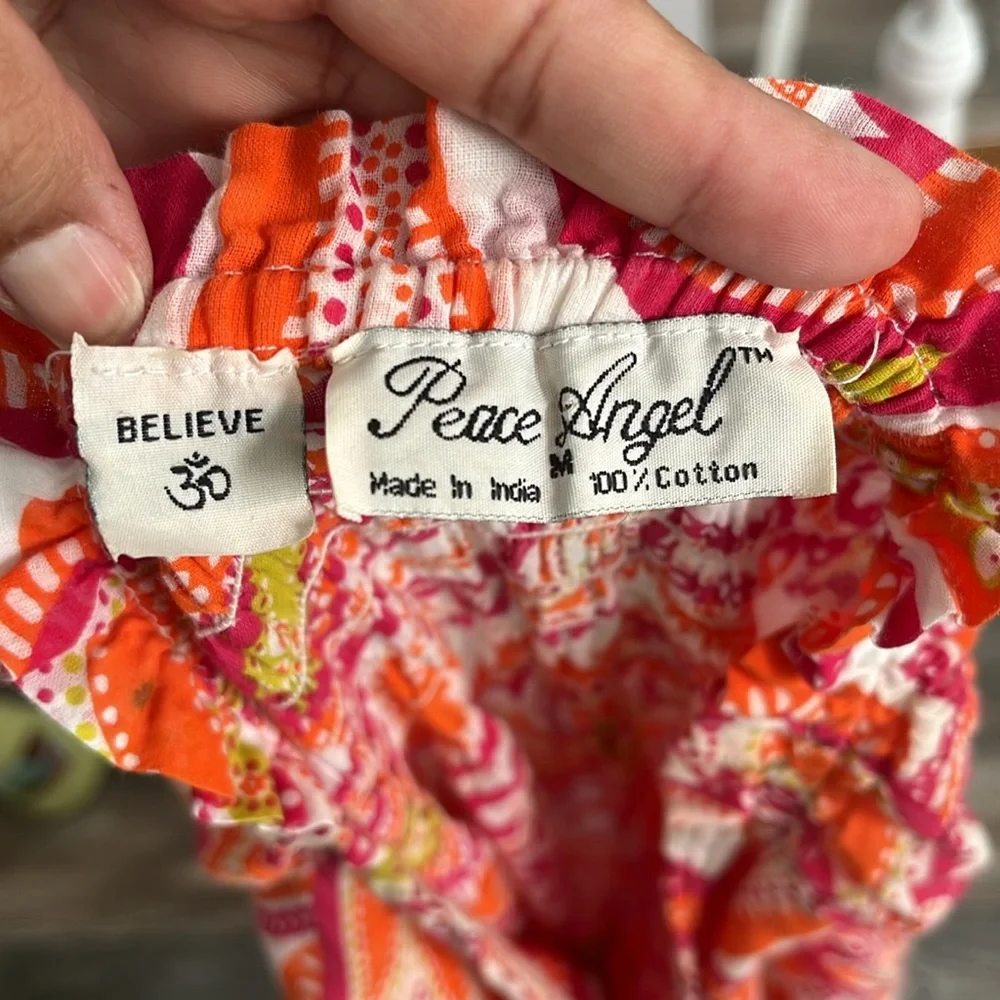 BELIEVE
ॐ
Peace Angel™
M
Made In India 100% Cotton